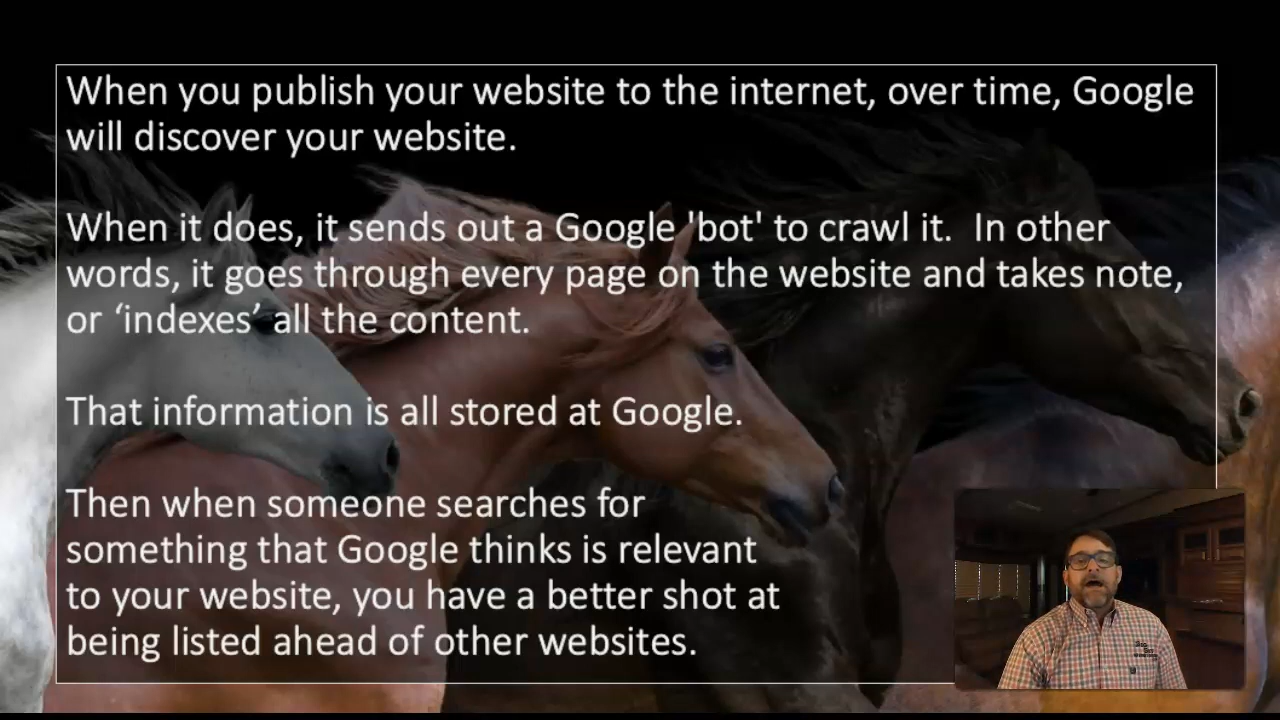 When you publish your website to the internet, over time, Google
will discover your website.
When it does, it sends out a Google 'bot' to crawl it.  In other
words, it goes through every page on the website and takes note,
or ‘indexes’ all the content.
That information is all stored at Google.
Then when someone searches for
something that Google thinks is relevant
to your website, you have a better shot at
being listed ahead of other websites.